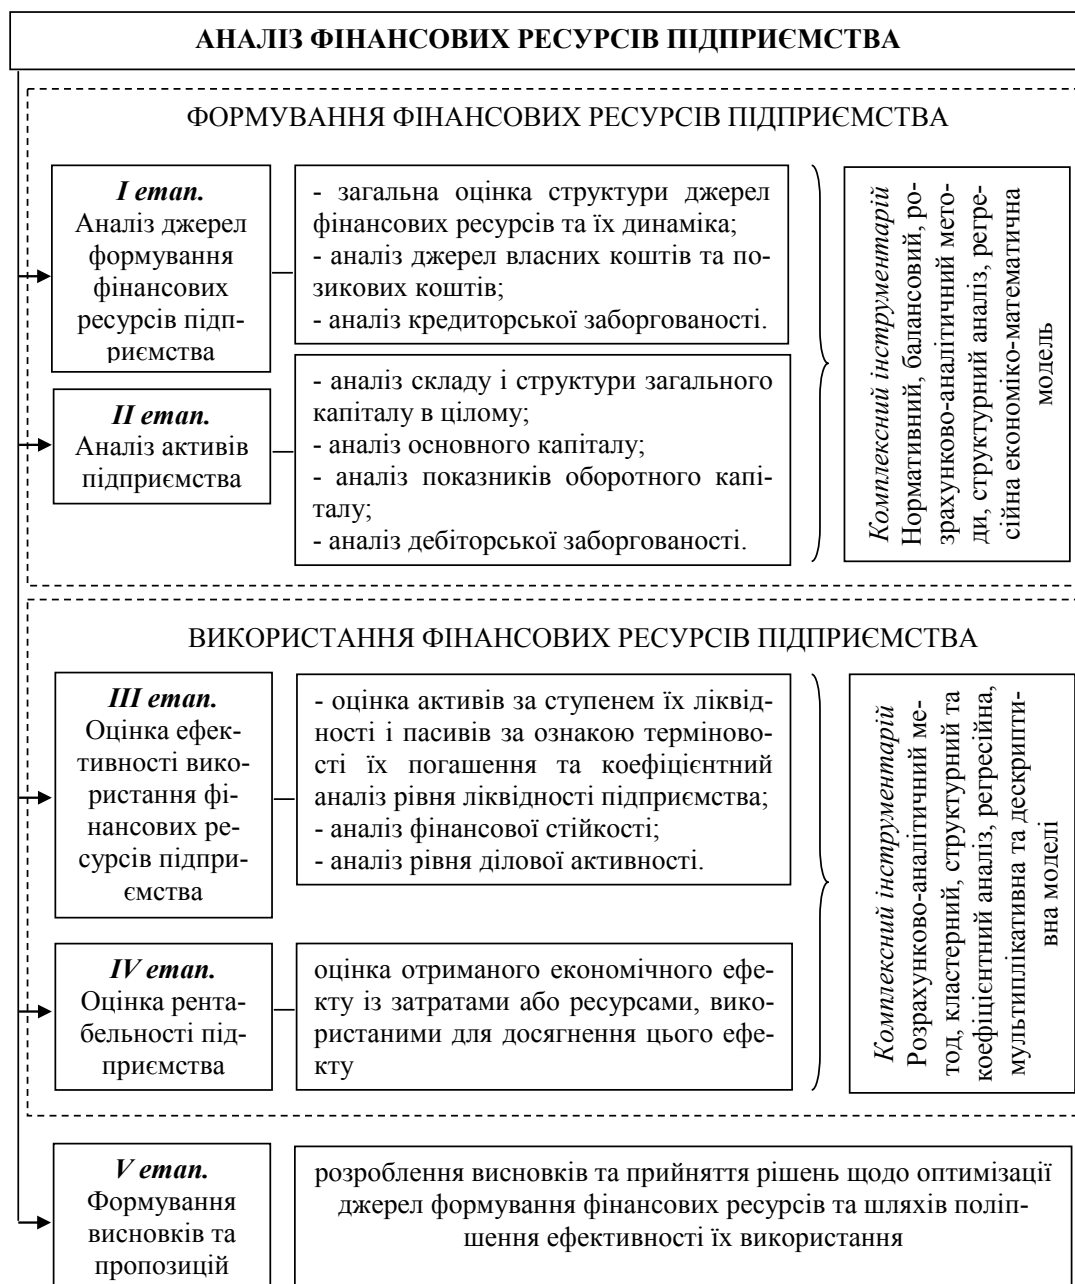 АНАЛІЗ ФІНАНСОВИХ РЕСУРСІВ ПІДПРИЄМСТВА
ФОРМУВАННЯ ФІНАНСОВИХ РЕСУРСІВ ПІДПРИЄМСТВА
І етап.
Аналіз джерел
формування
фінансових
ресурсів підп-
риємства
- загальна оцінка структури джерел
фінансових ресурсів та їх динаміка;
- аналіз джерел власних коштів та по-
зикових коштів;
- аналіз кредиторської заборгованості.
ІІ етап.
Аналіз активів
підприємства
- аналіз складу і структури загального
капіталу в цілому;
- аналіз основного капіталу;
- аналіз показників оборотного капі-
талу;
- аналіз дебіторської заборгованості.
Комплексний інструментарій
Нормативний, балансовий, ро-
зрахунково-аналітичний мето-
ди, структурний аналіз, регре-
сійна економіко-математична
модель
ВИКОРИСТАННЯ ФІНАНСОВИХ РЕСУРСІВ ПІДПРИЄМСТВА
ІІІ етап.
Оцінка ефек-
тивності вико-
ристання фі-
нансових ре-
сурсів підпри-
ємства
- оцінка активів за ступенем їх ліквід-
ності і пасивів за ознакою терміново-
сті їх погашення та коефіцієнтний
аналіз рівня ліквідності підприємства;
- аналіз фінансової стійкості;
- аналіз рівня ділової активності.
IV етап.
Оцінка рента-
бельності під-
приємства
оцінка отриманого економічного ефе-
кту із затратами або ресурсами, вико-
ристаними для досягнення цього ефе-
кту
Комплексний інструментарій
Розрахунково-аналітичний ме-
тод, кластерний, структурний та
коефіцієнтний аналіз, регресійна,
мультиплікативна та дескрипти-
вна моделі
V етап.
Формування
висновків та
пропозицій
розроблення висновків та прийняття рішень щодо оптимізації
джерел формування фінансових ресурсів та шляхів поліп-
шення ефективності їх використання